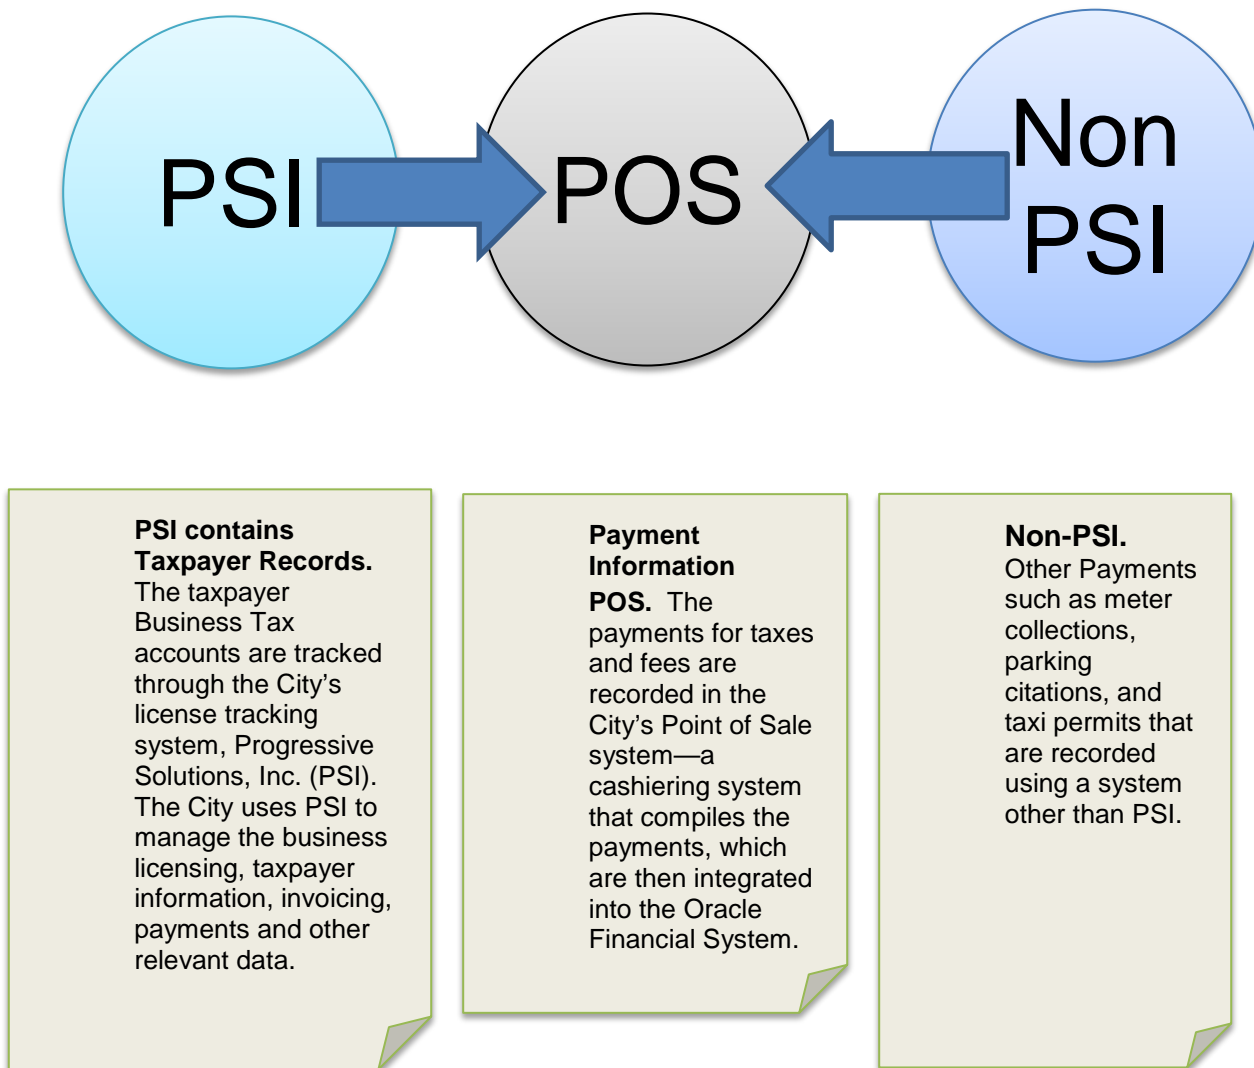 PSI
POS
Non
PSI
PSI contains
Taxpayer Records.
The taxpayer
Business Tax
accounts are tracked
through the City’s
license tracking
system, Progressive
Solutions, Inc. (PSI).
The City uses PSI to
manage the business
licensing, taxpayer
information, invoicing,
payments and other
relevant data.
Payment
Information
POS.  The
payments for taxes
and fees are
recorded in the
City’s Point of Sale
system—a
cashiering system
that compiles the
payments, which
are then integrated
into the Oracle
Financial System.
Non-PSI.
Other Payments
such as meter
collections,
parking
citations, and
taxi permits that
are recorded
using a system
other than PSI.